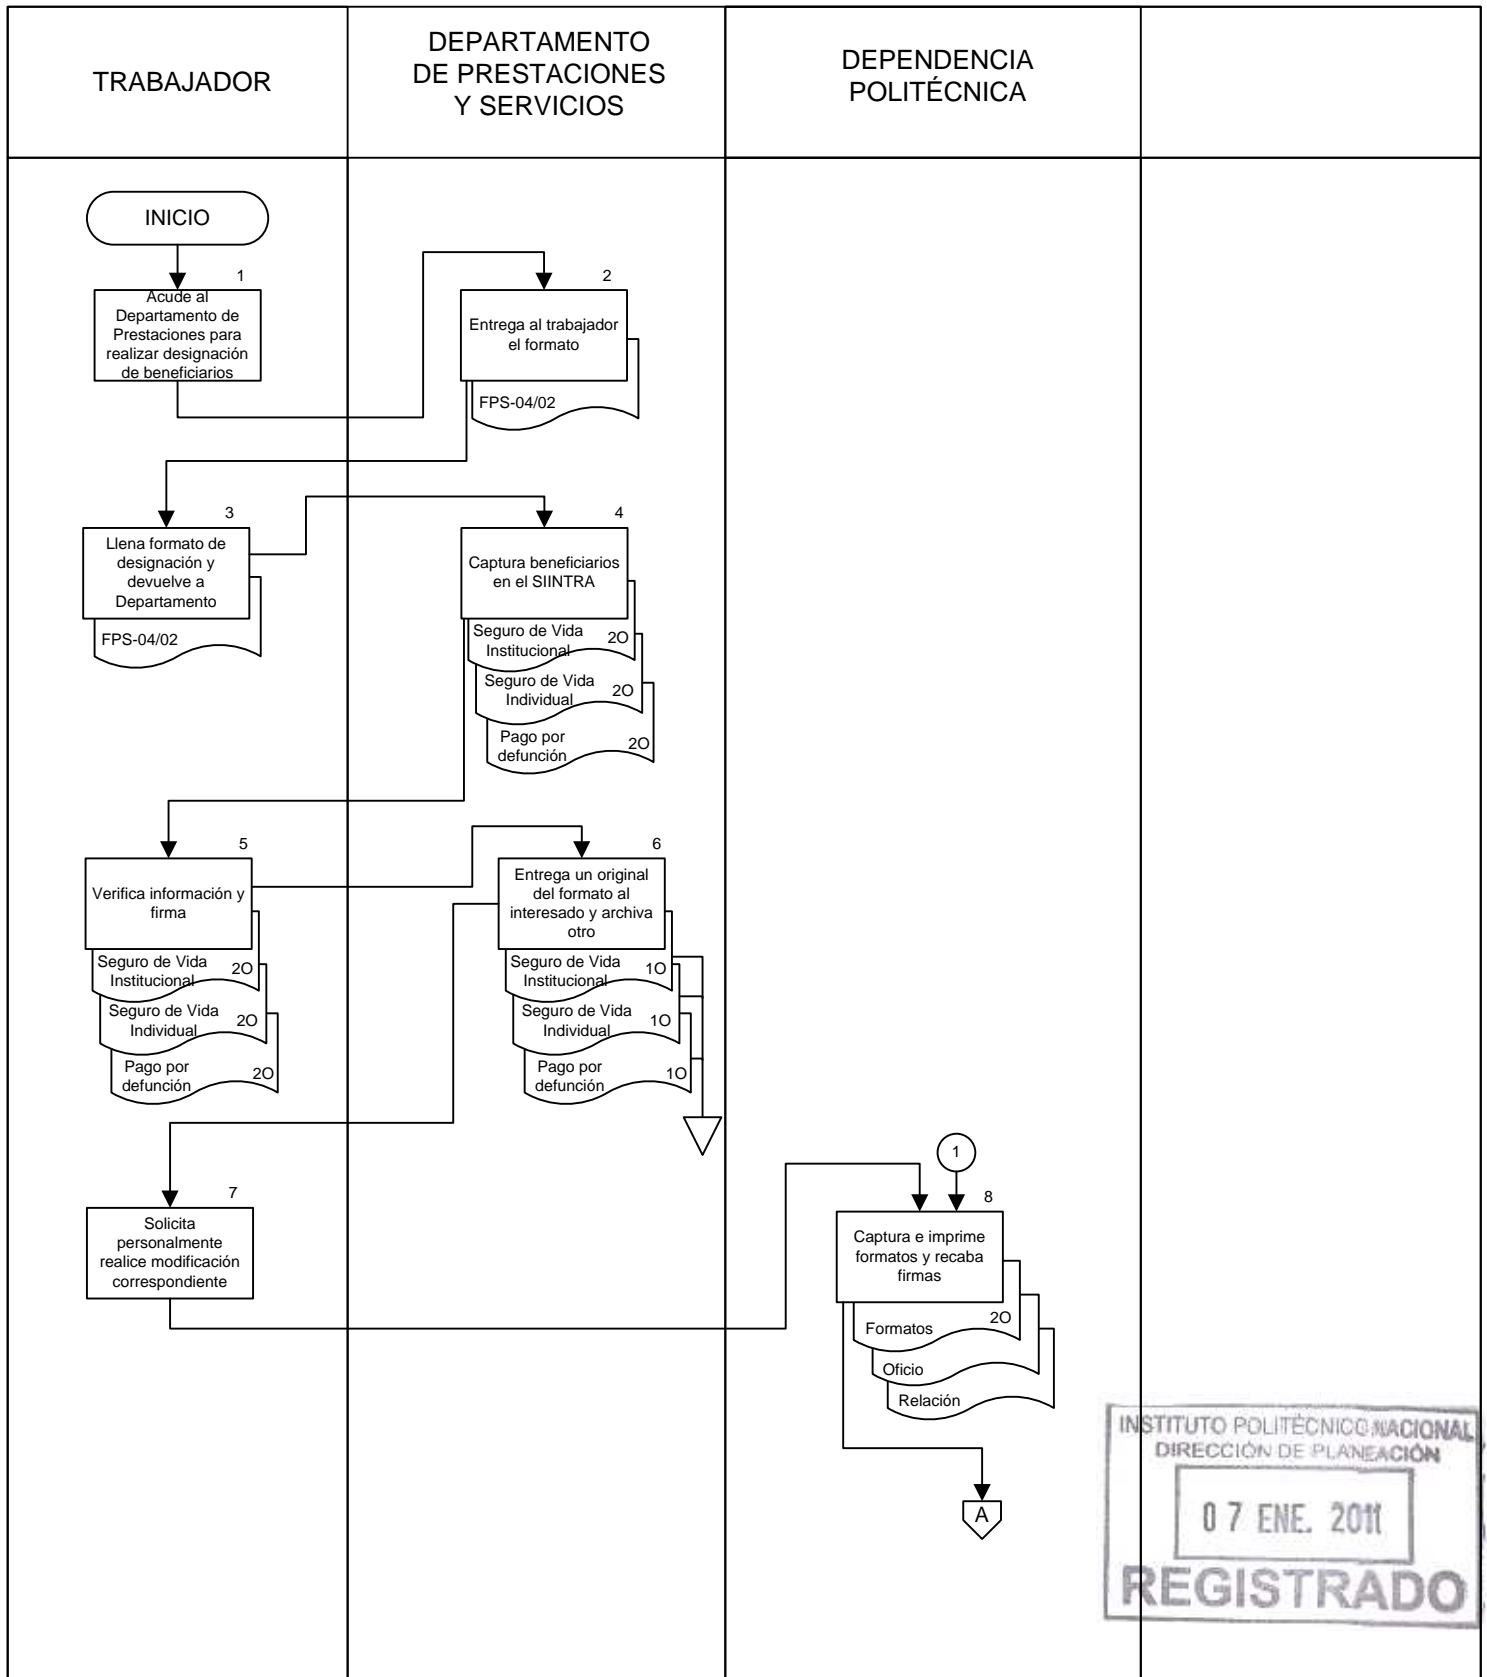 TRABAJADOR
DEPARTAMENTO
DE PRESTACIONES
Y SERVICIOS
DEPENDENCIA
POLITÉCNICA
INICIO
1
Acude al
Departamento de
Prestaciones para
realizar designación
de beneficiarios
2
Entrega al trabajador
el formato
FPS-04/02
3
Llena formato de
designación y
devuelve a
Departamento
FPS-04/02
4
Captura beneficiarios
en el SIINTRA
Seguro de Vida
Institucional
2O
Seguro de Vida
Individual
2O
Pago por
defunción
2O
5
Verifica información y
firma
Seguro de Vida
Institucional
2O
Seguro de Vida
Individual
2O
Pago por
defunción
2O
6
Entrega un original
del formato al
interesado y archiva
otro
Seguro de Vida
Institucional
1O
Seguro de Vida
Individual
1O
Pago por
defunción
1O
7
Solicita
personalmente
realice modificación
correspondiente
1
8
Captura e imprime
formatos y recaba
firmas
Formatos
2O
Oficio
Relación
A
INSTITUTO POLITÉCNICO NACIONAL
DIRECCIÓN DE PLANEACIÓN
07 ENE. 2011
REGISTRADO